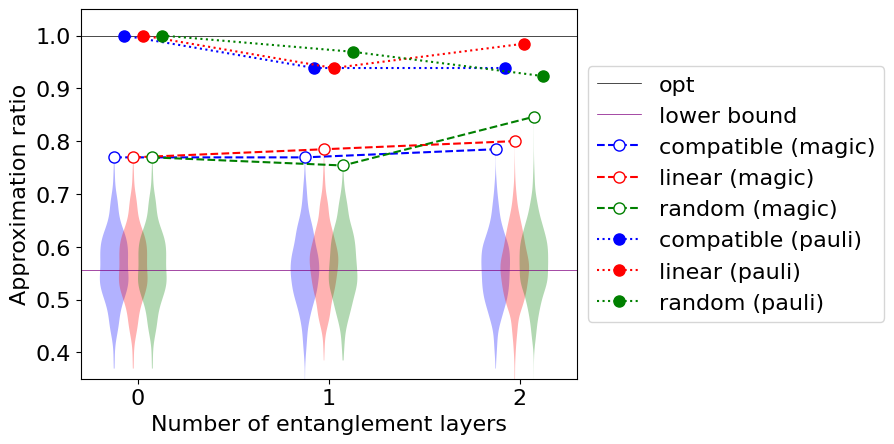 1.0
0.9
0.8
0.7
0.6
0.5
0.4
Approximation ratio
0 1 2
Number of entanglement layers
opt
lower bound
compatible (magic)
linear (magic)
random (magic)
compatible (pauli)
linear (pauli)
random (pauli)